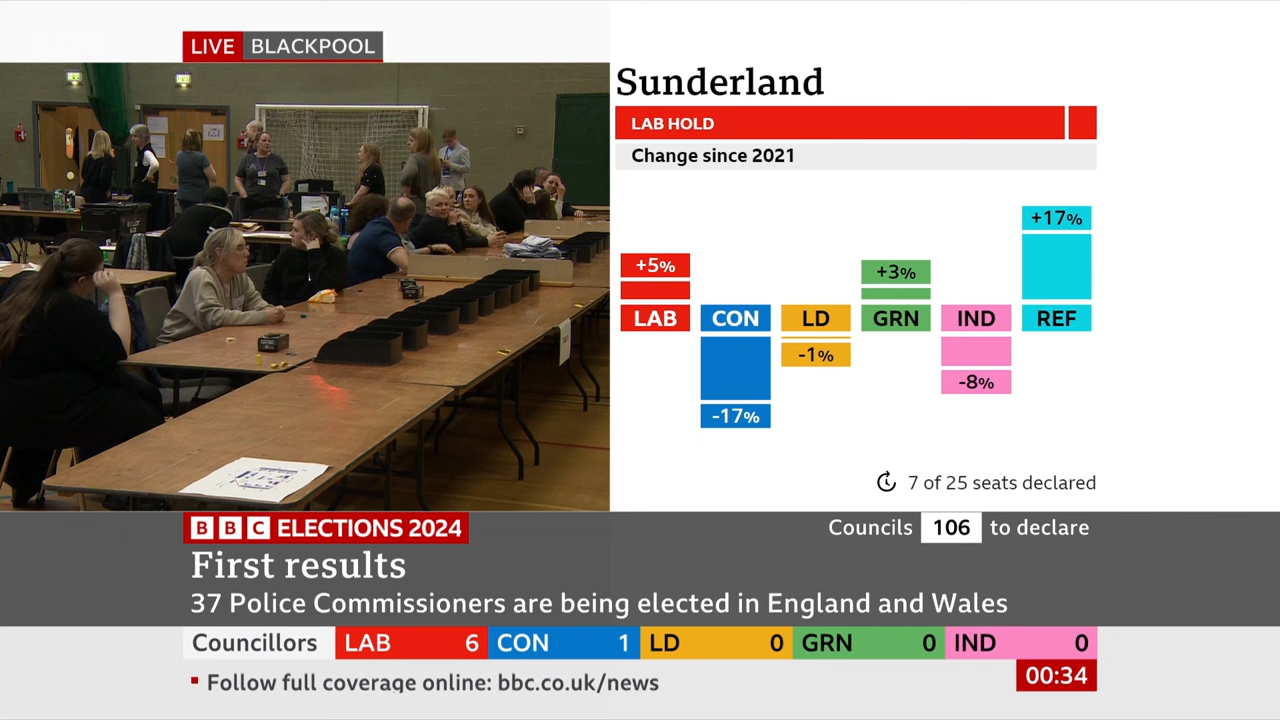 LIVE BLACKPOOL
Sunderland
LAB HOLD
Change since 2021
+5%
+3%
+17%
LAB
CON
LD
GRN
IND
REF
-17%
-1%
-8%
7 of 25 seats declared
BBC ELECTIONS 2024
Councils 106 to declare
First results
37 Police Commissioners are being elected in England and Wales
Councillors LAB 6 CON 1 LD 0 GRN 0 IND 0
Follow full coverage online: bbc.co.uk/news
00:34